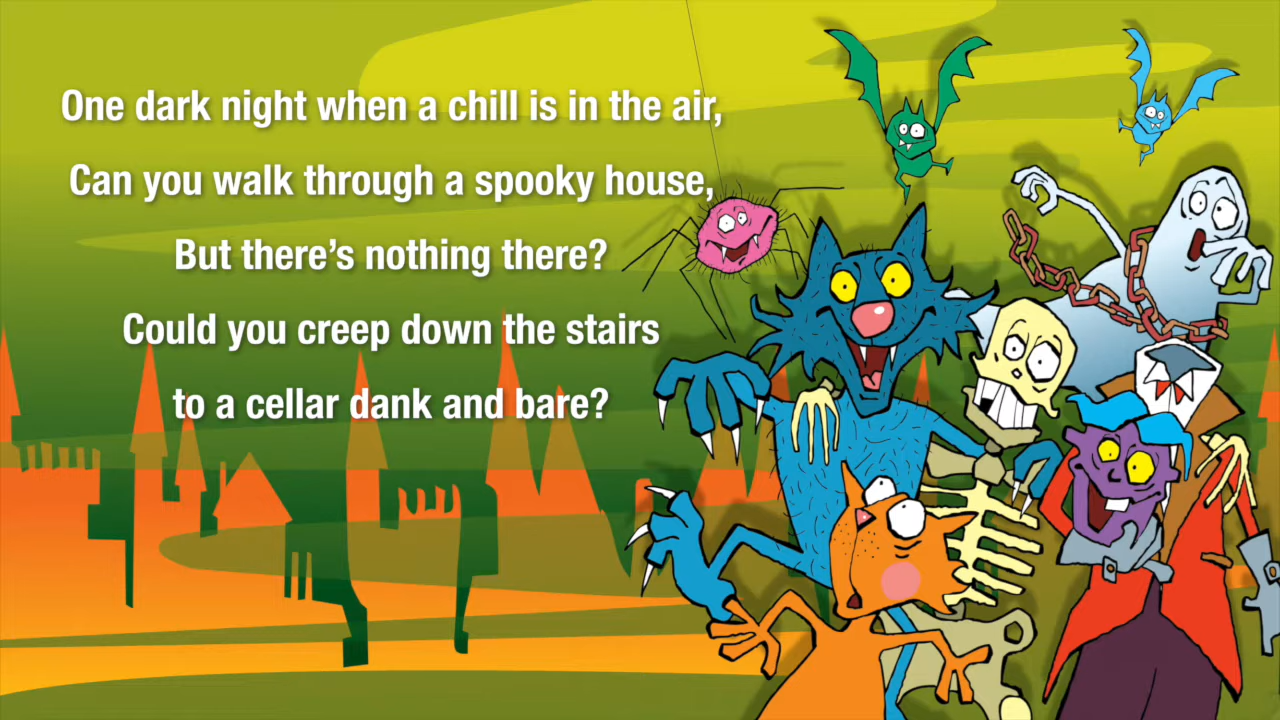 One dark night when a chill is in the air,
Can you walk through a spooky house,
But there’s nothing there?
Could you creep down the stairs
to a cellar dank and bare?